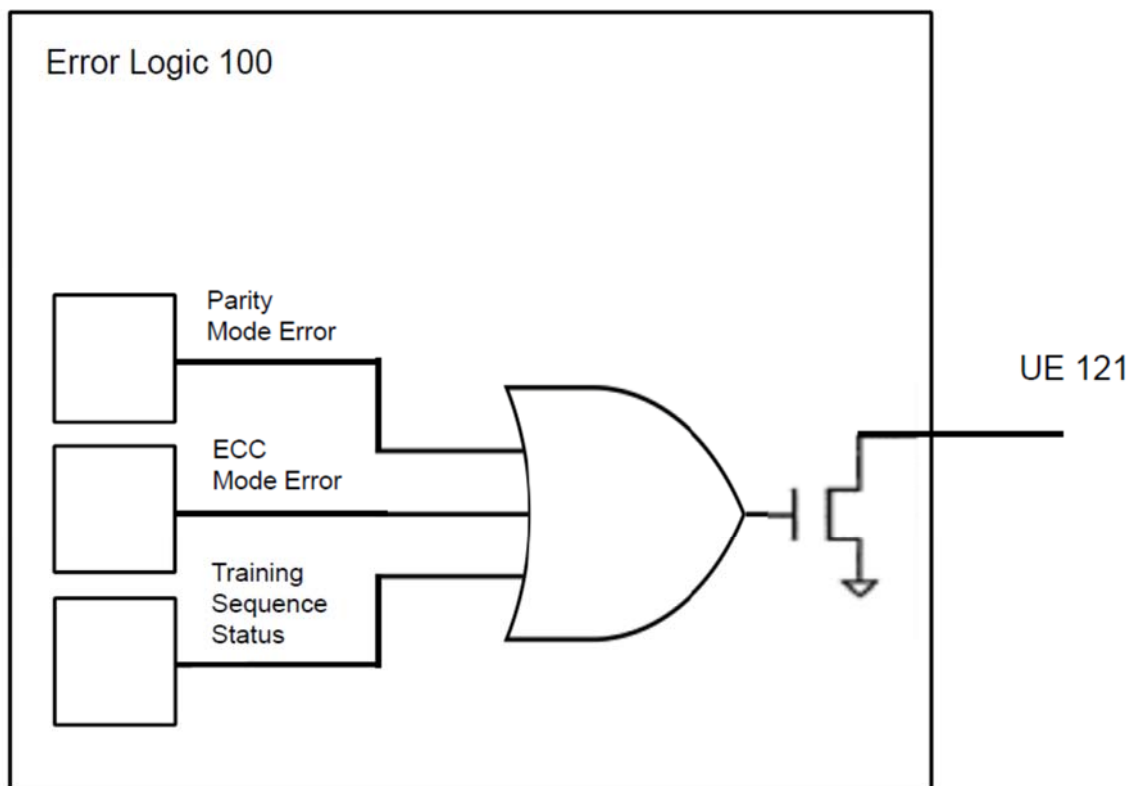 Error Logic 100
Parity
Mode Error
UE 121
ECC
Mode Error
Training
Sequence
Status